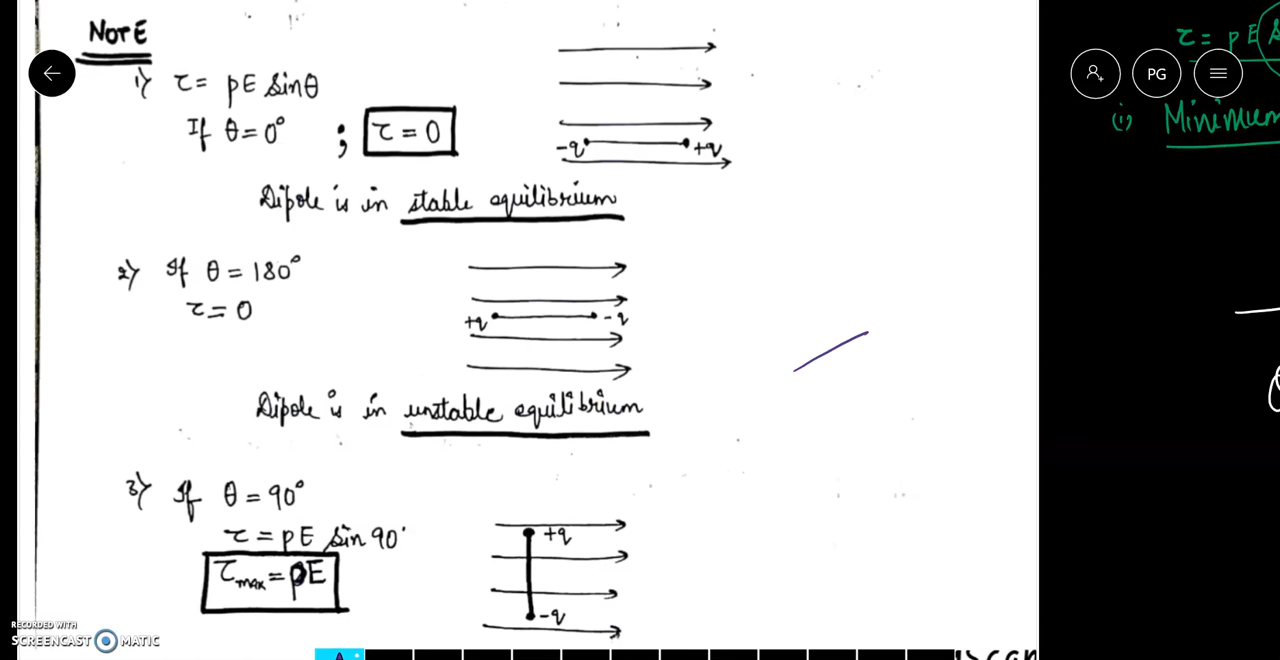 NOTE
1) τ = pE sinθ
If θ = 0° ; τ = 0
-q +q
Dipole is in stable equilibrium
2) If θ = 180°
τ = 0
+q -q
Dipole is in unstable equilibrium
3) If θ = 90°
τ = pE sin 90°
τmax = pE
+q
-q
τ = pE
PG
(i) Minimum
RECORDED WITH
SCREENCAST MATIC